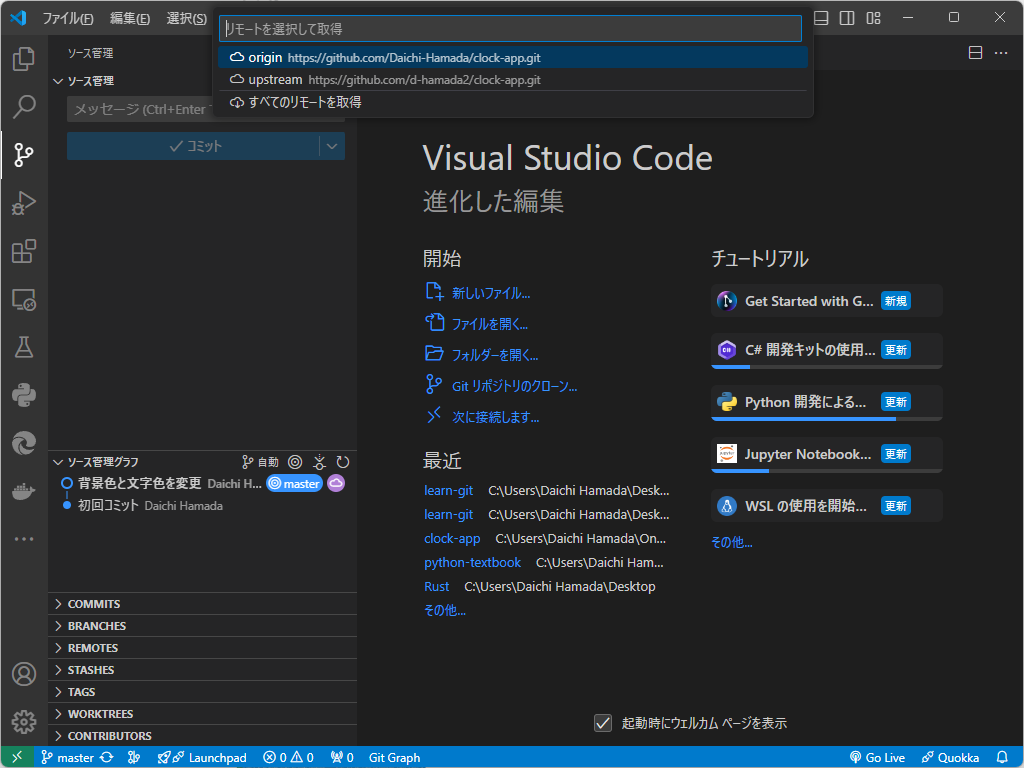 ファイル(F) 編集(E) 選択(S)
リモートを選択して取得
origin https://github.com/Daichi-Hamada/clock-app.git
upstream https://github.com/d-hamada2/clock-app.git
すべてのリモートを取得
ソース管理
ソース管理
メッセージ (Ctrl+Enter
コミット
Visual Studio Code
進化した編集
開始
新しいファイル...
ファイルを開く...
フォルダーを開く...
Git リポジトリのクローン...
次に接続します...
最近
learn-git C:\Users\Daichi Hamada\Desk...
learn-git C:\Users\Daichi Hamada\Desk...
clock-app C:\Users\Daichi Hamada\On...
python-textbook C:\Users\Daichi Ham...
Rust C:\Users\Daichi Hamada\Desktop
その他...
チュートリアル
Get Started with G... 新規
C# 開発キットの使用... 更新
Python 開発による... 更新
Jupyter Notebook... 更新
WSL の使用を開始... 更新
その他...
ソース管理グラフ 自動
背景色と文字色を変更 Daichi H... master
初回コミット Daichi Hamada
COMMITS
BRANCHES
REMOTES
STASHES
TAGS
WORKTREES
CONTRIBUTORS
起動時にウェルカム ページを表示
master Launchpad 0 0 0 Git Graph Go Live Quokka